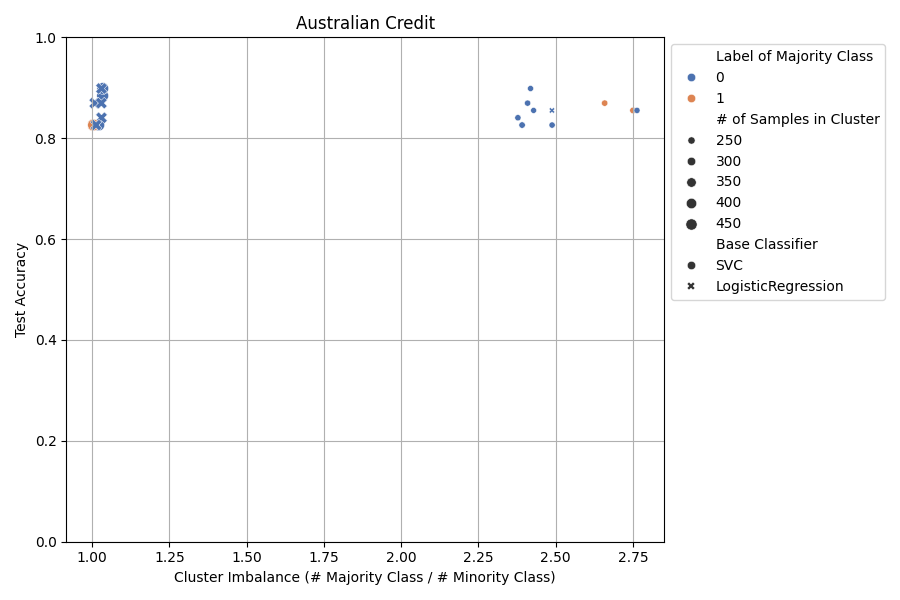 Australian Credit
Test Accuracy
1.0
0.8
0.6
0.4
0.2
0.0
1.00 1.25 1.50 1.75 2.00 2.25 2.50 2.75
Cluster Imbalance (# Majority Class / # Minority Class)
Label of Majority Class
0
1
# of Samples in Cluster
250
300
350
400
450
Base Classifier
SVC
LogisticRegression